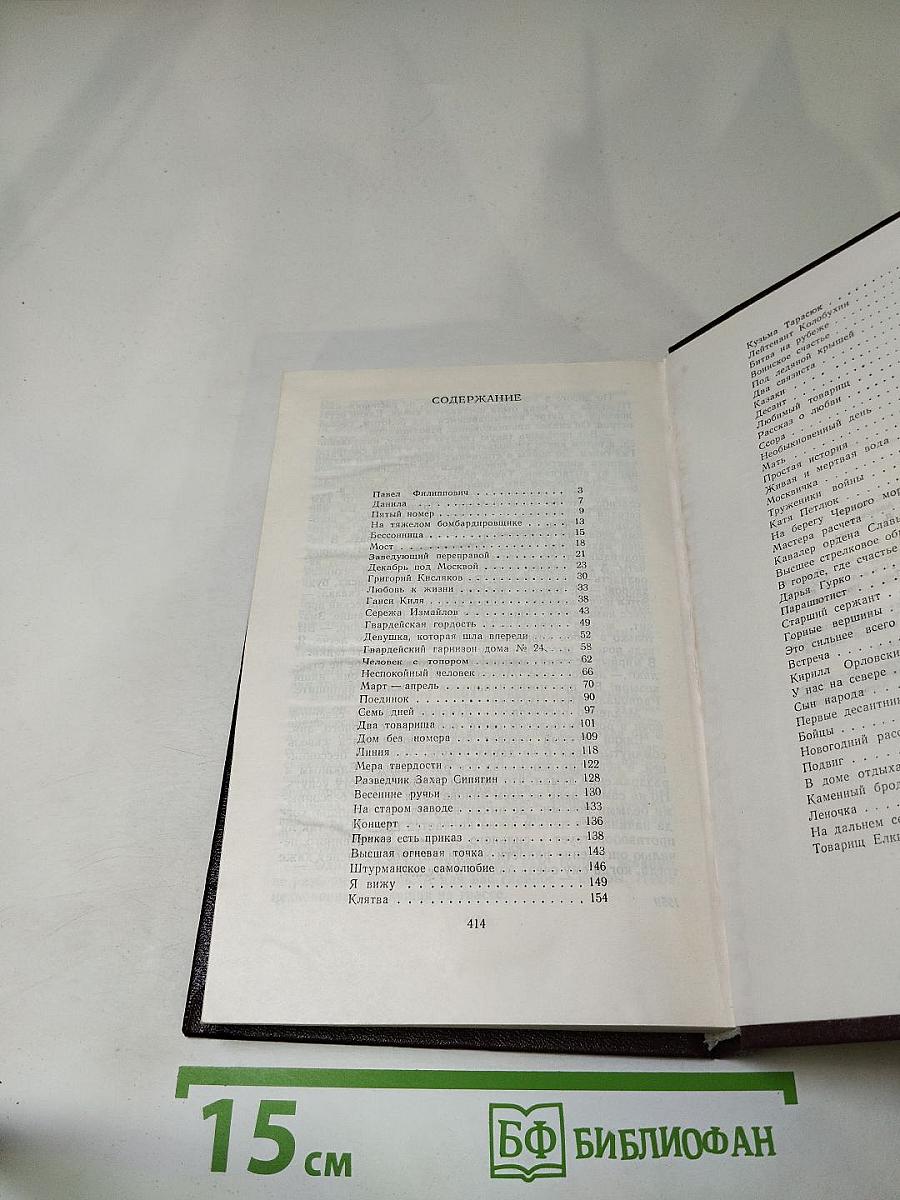 СОДЕРЖАНИЕ
Павел Филиппович . . . . . . . . . . . 3
Данила . . . . . . . . . . . . . . . . 7
Пятый номер . . . . . . . . . . . . . 9
На тяжелом бомбардировщике . . . . . 13
Бессонница . . . . . . . . . . . . . . 15
Мост . . . . . . . . . . . . . . . . . 18
Заведующий переправой . . . . . . . . 21
Декабрь под Москвой . . . . . . . . . 23
Григорий Кисляков . . . . . . . . . . 30
Любовь к жизни . . . . . . . . . . . . 33
Ганси Киля . . . . . . . . . . . . . . 38
Сережа Измайлов . . . . . . . . . . . 43
Гвардейская гордость . . . . . . . . . 49
Девушка, которая шла впереди . . . . . 52
Гвардейский гарнизон дома № 24 . . . . 58
Человек с топором . . . . . . . . . . 62
Неспокойный человек . . . . . . . . . 66
Март — апрель . . . . . . . . . . . . 70
Поединок . . . . . . . . . . . . . . . 90
Семь дней . . . . . . . . . . . . . . 97
Два товарища . . . . . . . . . . . . . 101
Дом без номера . . . . . . . . . . . . 109
Линия . . . . . . . . . . . . . . . . 118
Мера твердости . . . . . . . . . . . . 122
Разведчик Захар Сипягин . . . . . . . 128
Весенние ручьи . . . . . . . . . . . . 130
На старом заводе . . . . . . . . . . . 133
Концерт . . . . . . . . . . . . . . . 136
Приказ есть приказ . . . . . . . . . . 138
Высшая огневая точка . . . . . . . . . 143
Штурманское самолюбие . . . . . . . . 146
Я вижу . . . . . . . . . . . . . . . . 149
Клятва . . . . . . . . . . . . . . . . 154
414
Кузьма Тарасюк . . . . . .
Лейтенант Колобухин . . . .
Битва на рубеже . . . . . .
Воинское счастье . . . . .
Под ледяной крышей . . . .
Два связиста . . . . . . .
Казаки . . . . . . . . . .
Десант . . . . . . . . . .
Любимый товарищ . . . . .
Рассказ о любви . . . . .
Ссора . . . . . . . . . .
Необыкновенный день . . . .
Мать . . . . . . . . . . .
Простая история . . . . .
Живая и мертвая вода . . .
Москвичка . . . . . . . .
Труженики войны . . . . .
Катя Петлюк . . . . . . .
На берегу Черного мор
Мастера расчета . . . . .
Кавалер ордена Славы
Высшее стрелковое об
В городе, где счастье
Дарья Гурко . . . . . . .
Парашютист . . . . . . .
Старший сержант . . . . .
Горные вершины . . . . .
Это сильнее всего . . . .
Встреча . . . . . . . . .
Кирилл Орловски
У нас на севере . . . . .
Сын народа . . . . . . .
Первые десантни
Бойцы . . . . . . . . . .
Новогодний расс
Подвиг . . . . . . . . .
В доме отдыха
Каменный брод
Леночка . . . . . . . . .
На дальнем се
Товарищ Елк
15 см
БФ БИБЛИОФАН